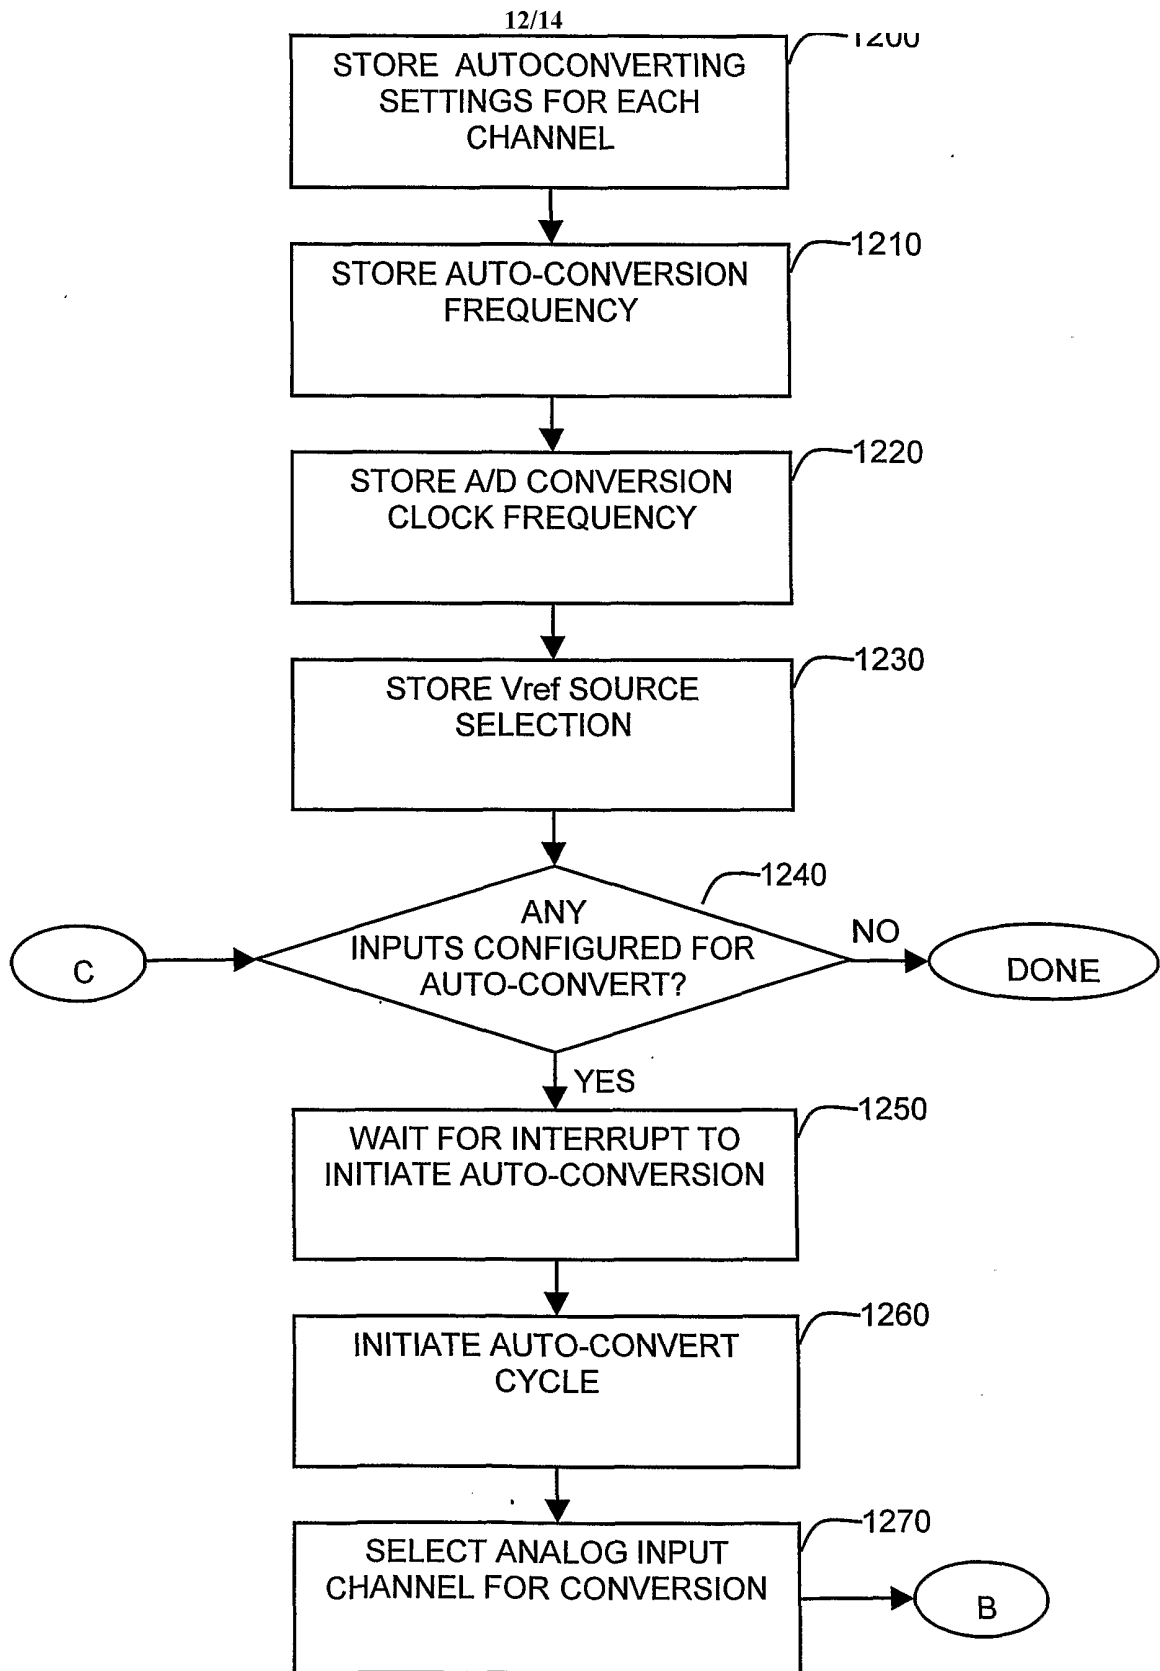 12/14
1200
STORE AUTOCONVERTING
SETTINGS FOR EACH
CHANNEL
1210
STORE AUTO-CONVERSION
FREQUENCY
1220
STORE A/D CONVERSION
CLOCK FREQUENCY
1230
STORE Vref SOURCE
SELECTION
1240
ANY
INPUTS CONFIGURED FOR
AUTO-CONVERT?
C
NO
DONE
YES
1250
WAIT FOR INTERRUPT TO
INITIATE AUTO-CONVERSION
1260
INITIATE AUTO-CONVERT
CYCLE
1270
SELECT ANALOG INPUT
CHANNEL FOR CONVERSION
B